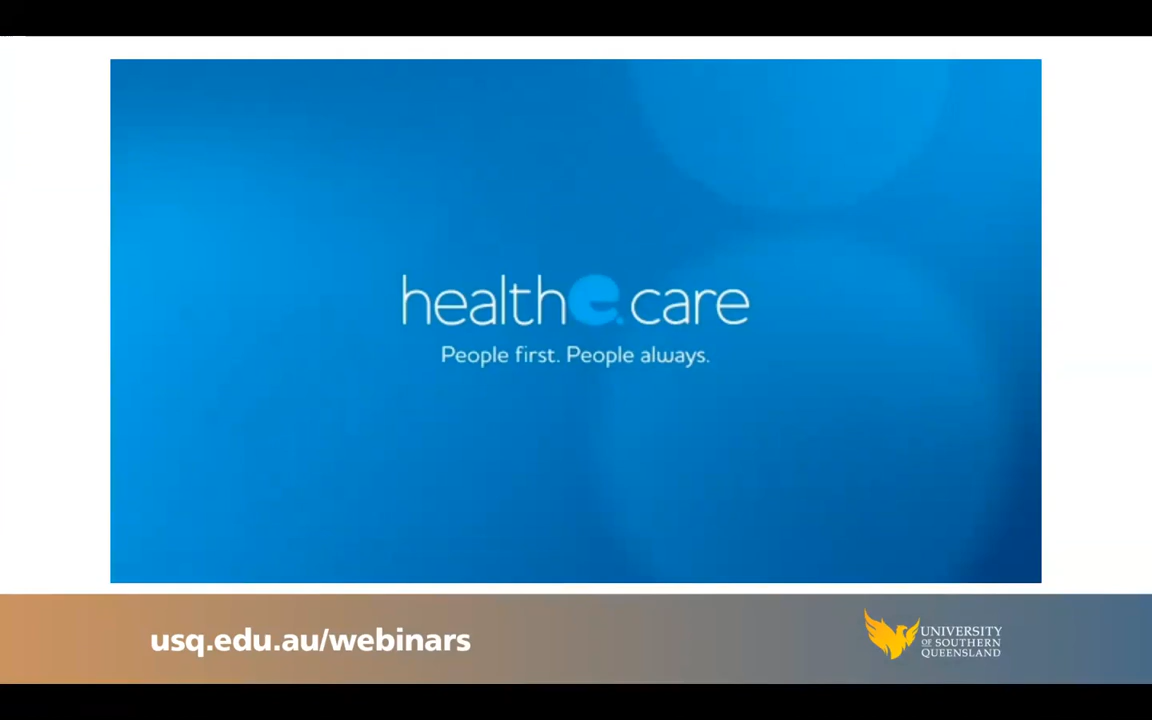 healthe.care
People first. People always.
usq.edu.au/webinars
UNIVERSITY
OF SOUTHERN
QUEENSLAND